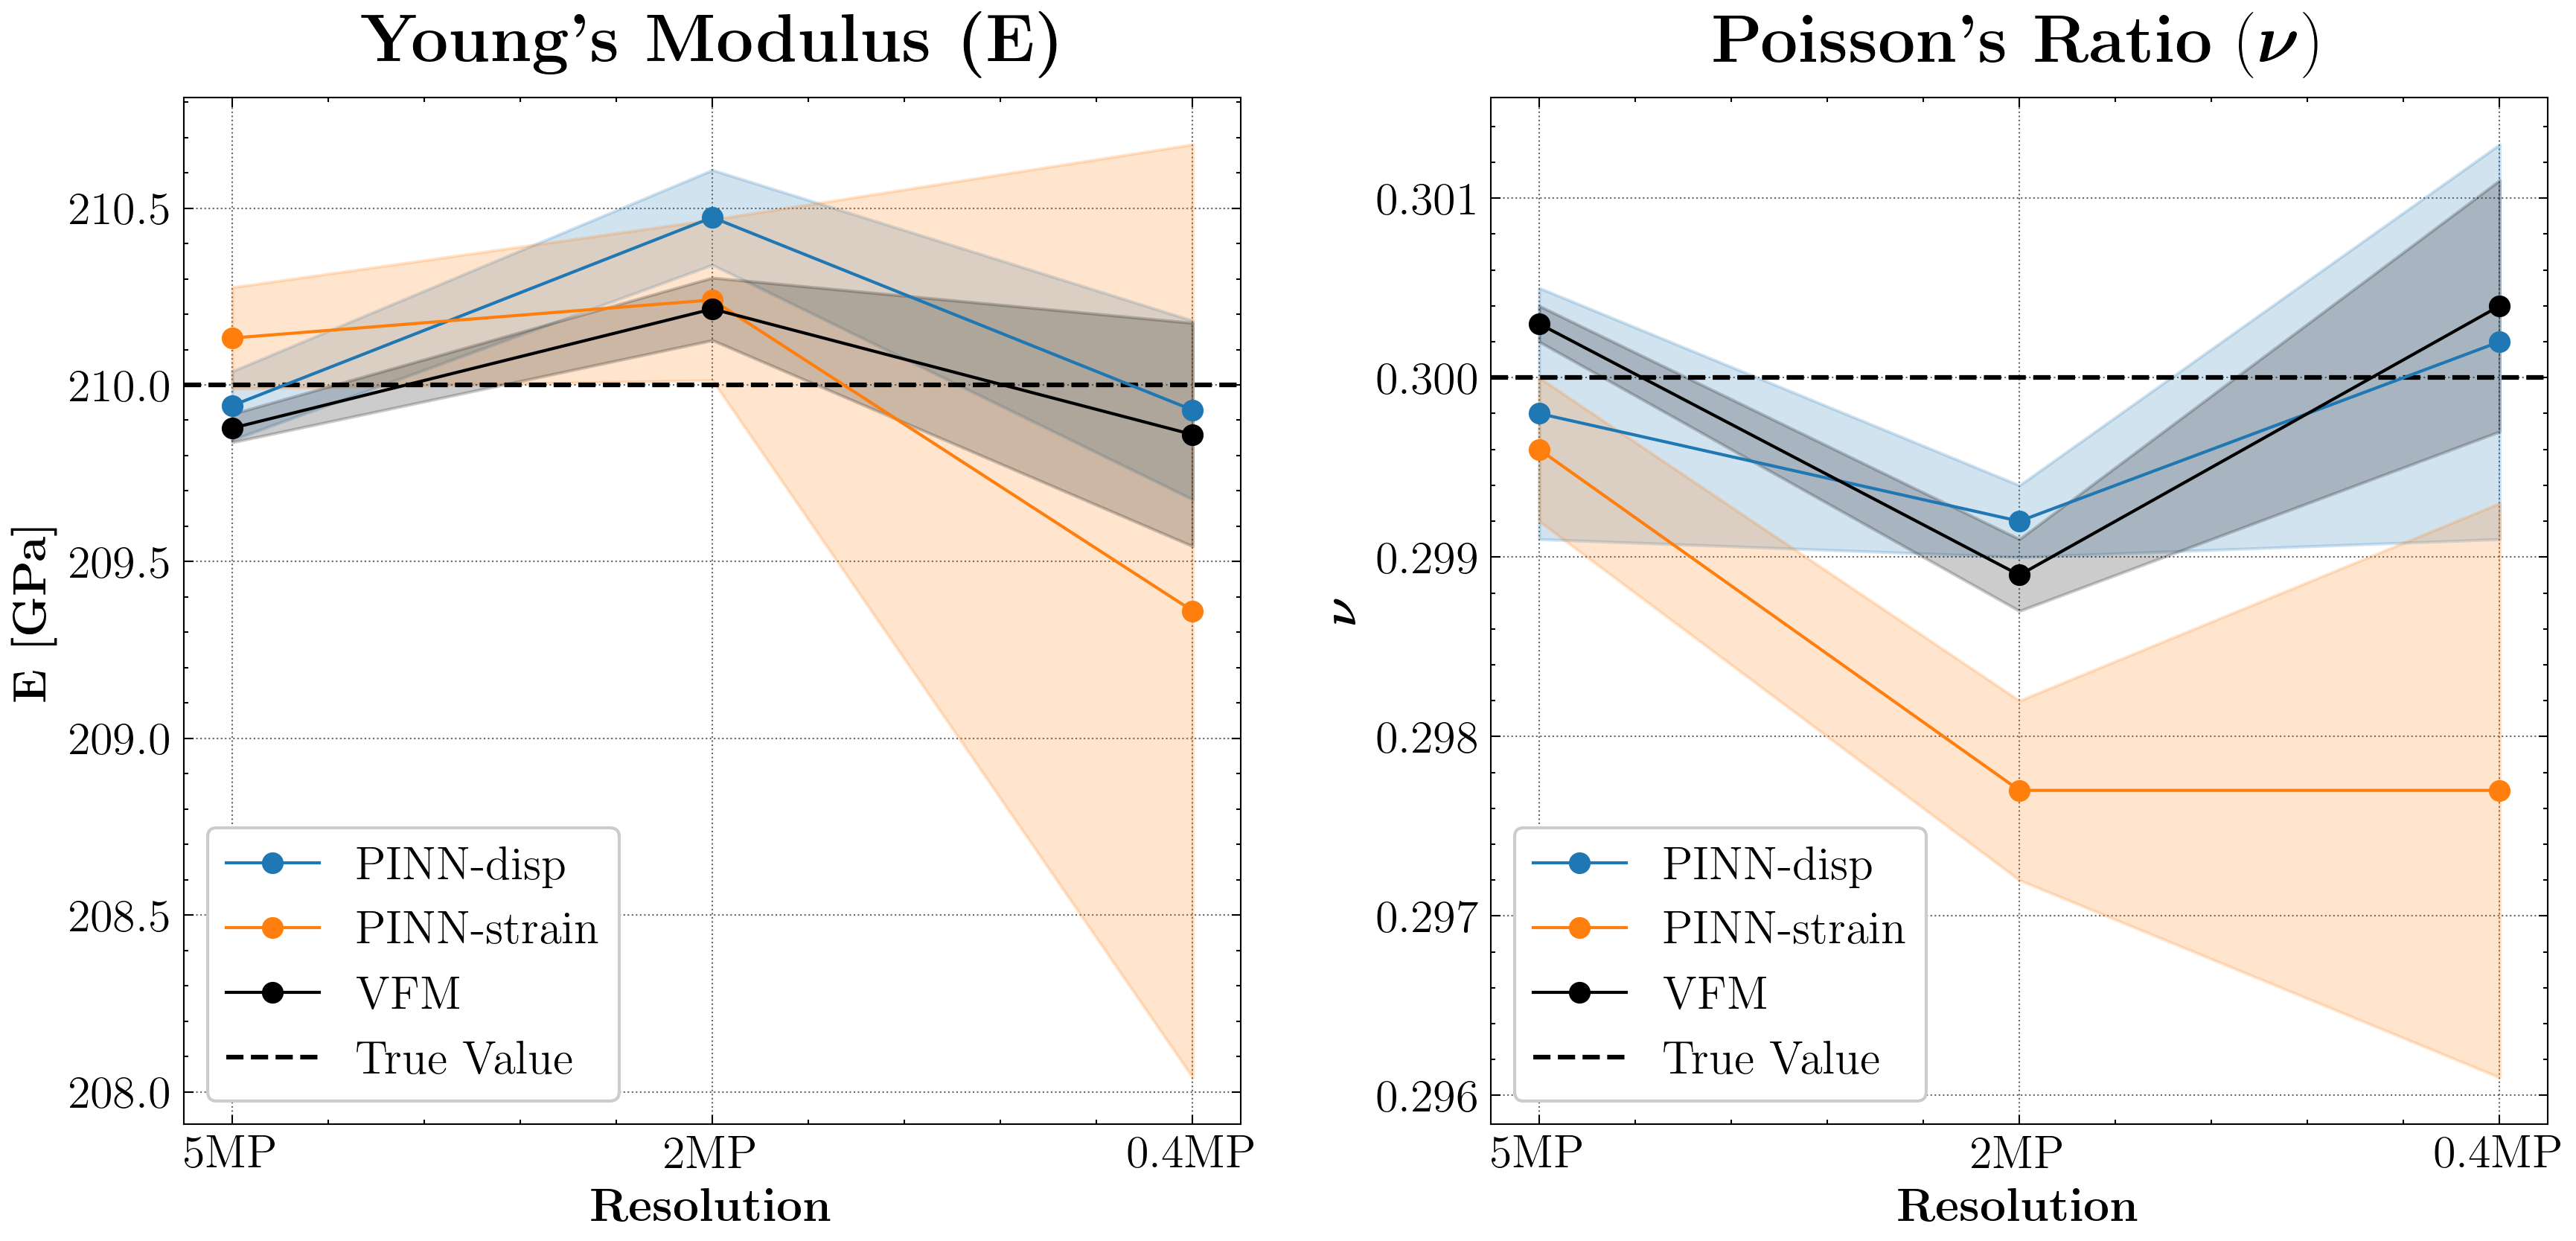 Young's Modulus (E)
E [GPa]
210.5
210.0
209.5
209.0
208.5
208.0
PINN-disp
PINN-strain
VFM
True Value
5MP
2MP
0.4MP
Resolution
Poisson's Ratio (ν)
ν
0.301
0.300
0.299
0.298
0.297
0.296
PINN-disp
PINN-strain
VFM
True Value
5MP
2MP
0.4MP
Resolution